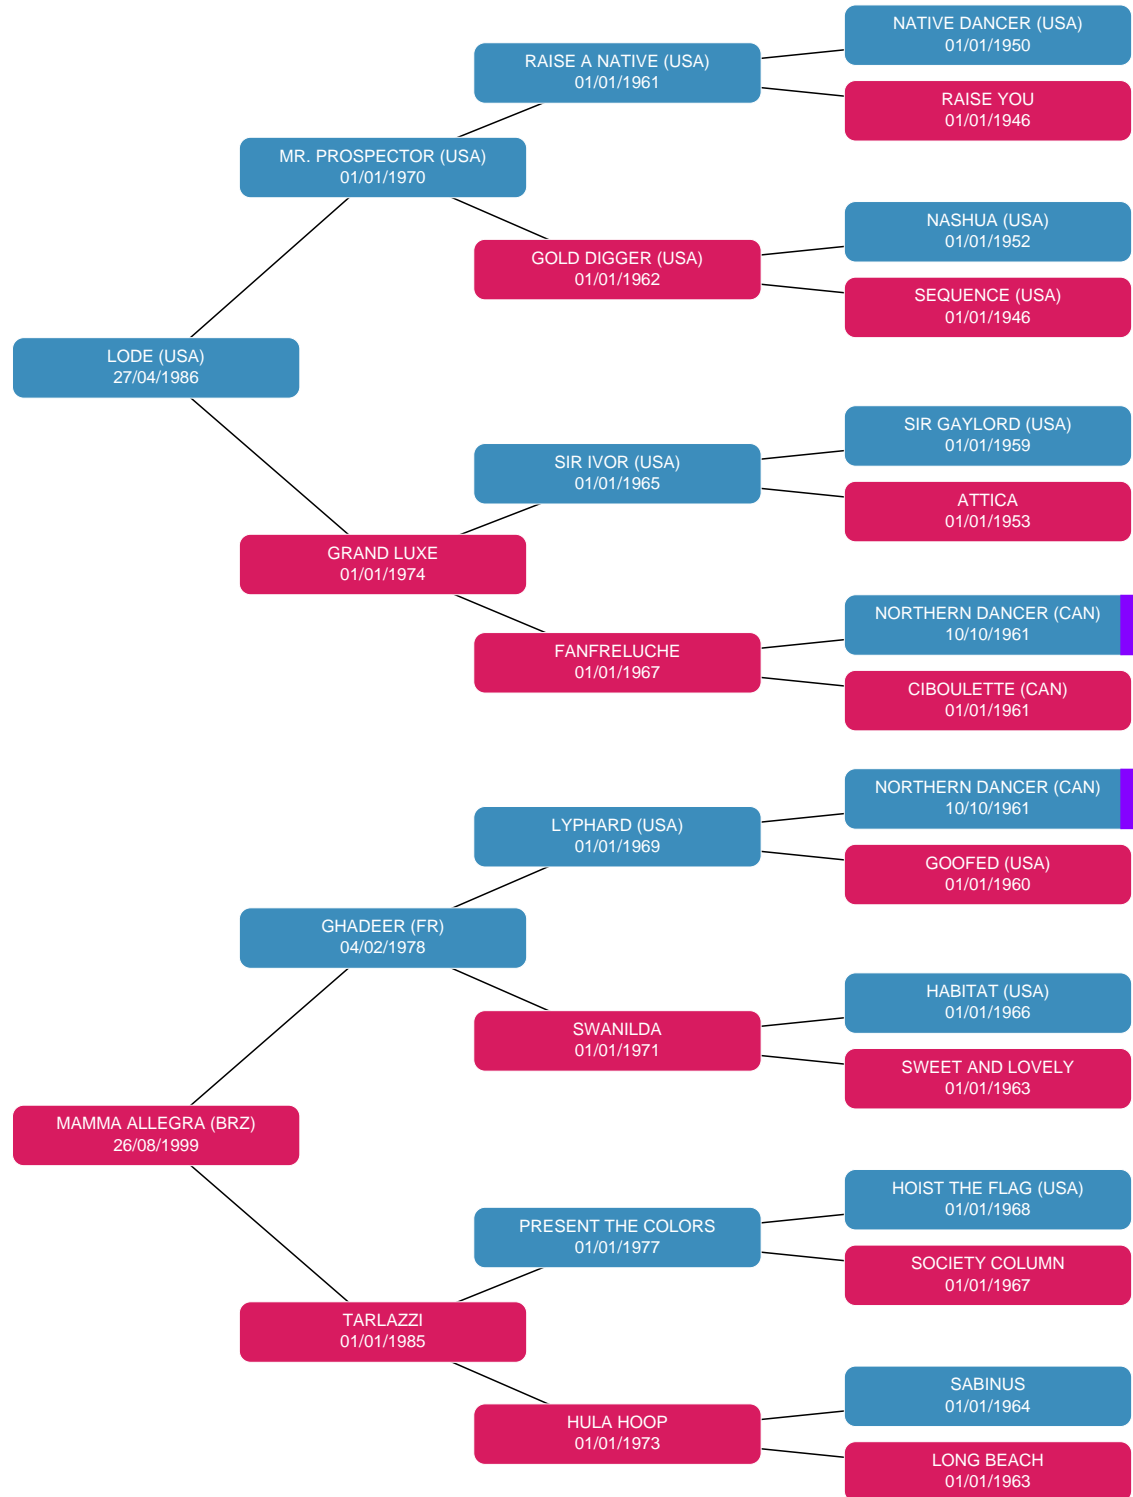 NATIVE DANCER (USA)
01/01/1950
RAISE A NATIVE (USA)
01/01/1961
RAISE YOU
01/01/1946
MR. PROSPECTOR (USA)
01/01/1970
NASHUA (USA)
01/01/1952
GOLD DIGGER (USA)
01/01/1962
SEQUENCE (USA)
01/01/1946
LODE (USA)
27/04/1986
SIR GAYLORD (USA)
01/01/1959
SIR IVOR (USA)
01/01/1965
ATTICA
01/01/1953
GRAND LUXE
01/01/1974
NORTHERN DANCER (CAN)
10/10/1961
FANFRELUCHE
01/01/1967
CIBOULETTE (CAN)
01/01/1961
NORTHERN DANCER (CAN)
10/10/1961
LYPHARD (USA)
01/01/1969
GOOFED (USA)
01/01/1960
GHADEER (FR)
04/02/1978
HABITAT (USA)
01/01/1966
SWANILDA
01/01/1971
SWEET AND LOVELY
01/01/1963
MAMMA ALLEGRA (BRZ)
26/08/1999
HOIST THE FLAG (USA)
01/01/1968
PRESENT THE COLORS
01/01/1977
SOCIETY COLUMN
01/01/1967
TARLAZZI
01/01/1985
SABINUS
01/01/1964
HULA HOOP
01/01/1973
LONG BEACH
01/01/1963